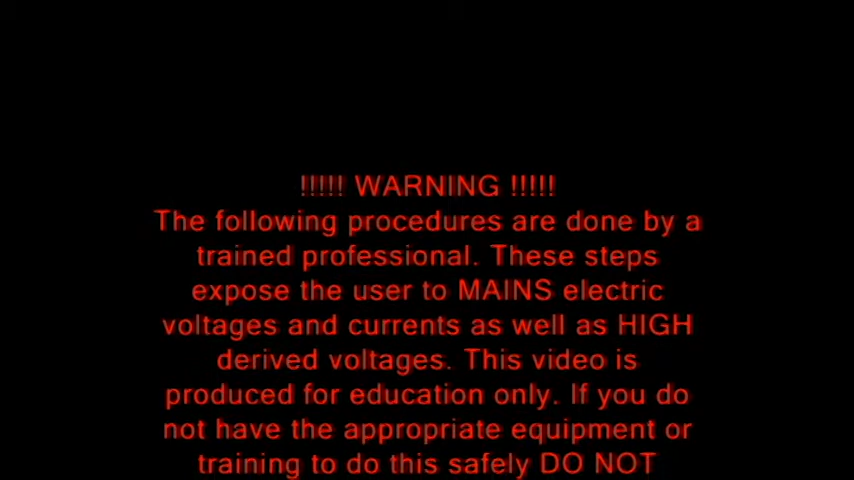 !!!!! WARNING !!!!!
The following procedures are done by a
trained professional. These steps
expose the user to MAINS electric
voltages and currents as well as HIGH
derived voltages. This video is
produced for education only. If you do
not have the appropriate equipment or
training to do this safely DO NOT